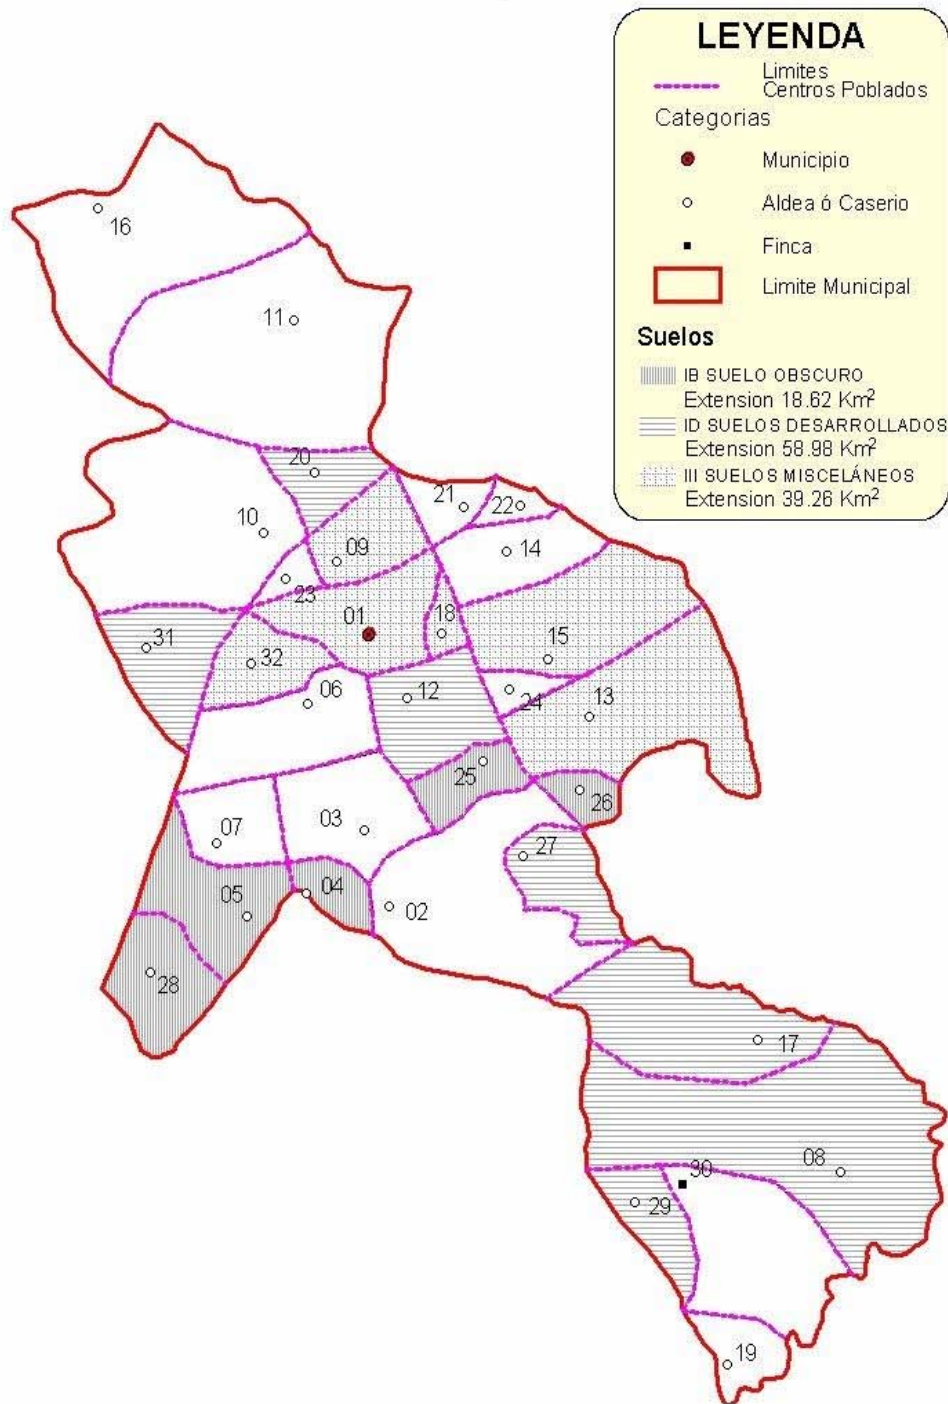 LEYENDA
Limites
Centros Poblados
Categorias
Municipio
Aldea ó Caserio
Finca
Limite Municipal
Suelos
IB SUELO OBSCURO
Extension 18.62 Km²
ID SUELOS DESARROLLADOS
Extension 58.98 Km²
III SUELOS MISCELÁNEOS
Extension 39.26 Km²
16
11
20
21
22
10
09
14
23
01
18
31
32
15
06
12
24
13
25
26
03
07
27
04
05
02
28
17
08
30
29
19